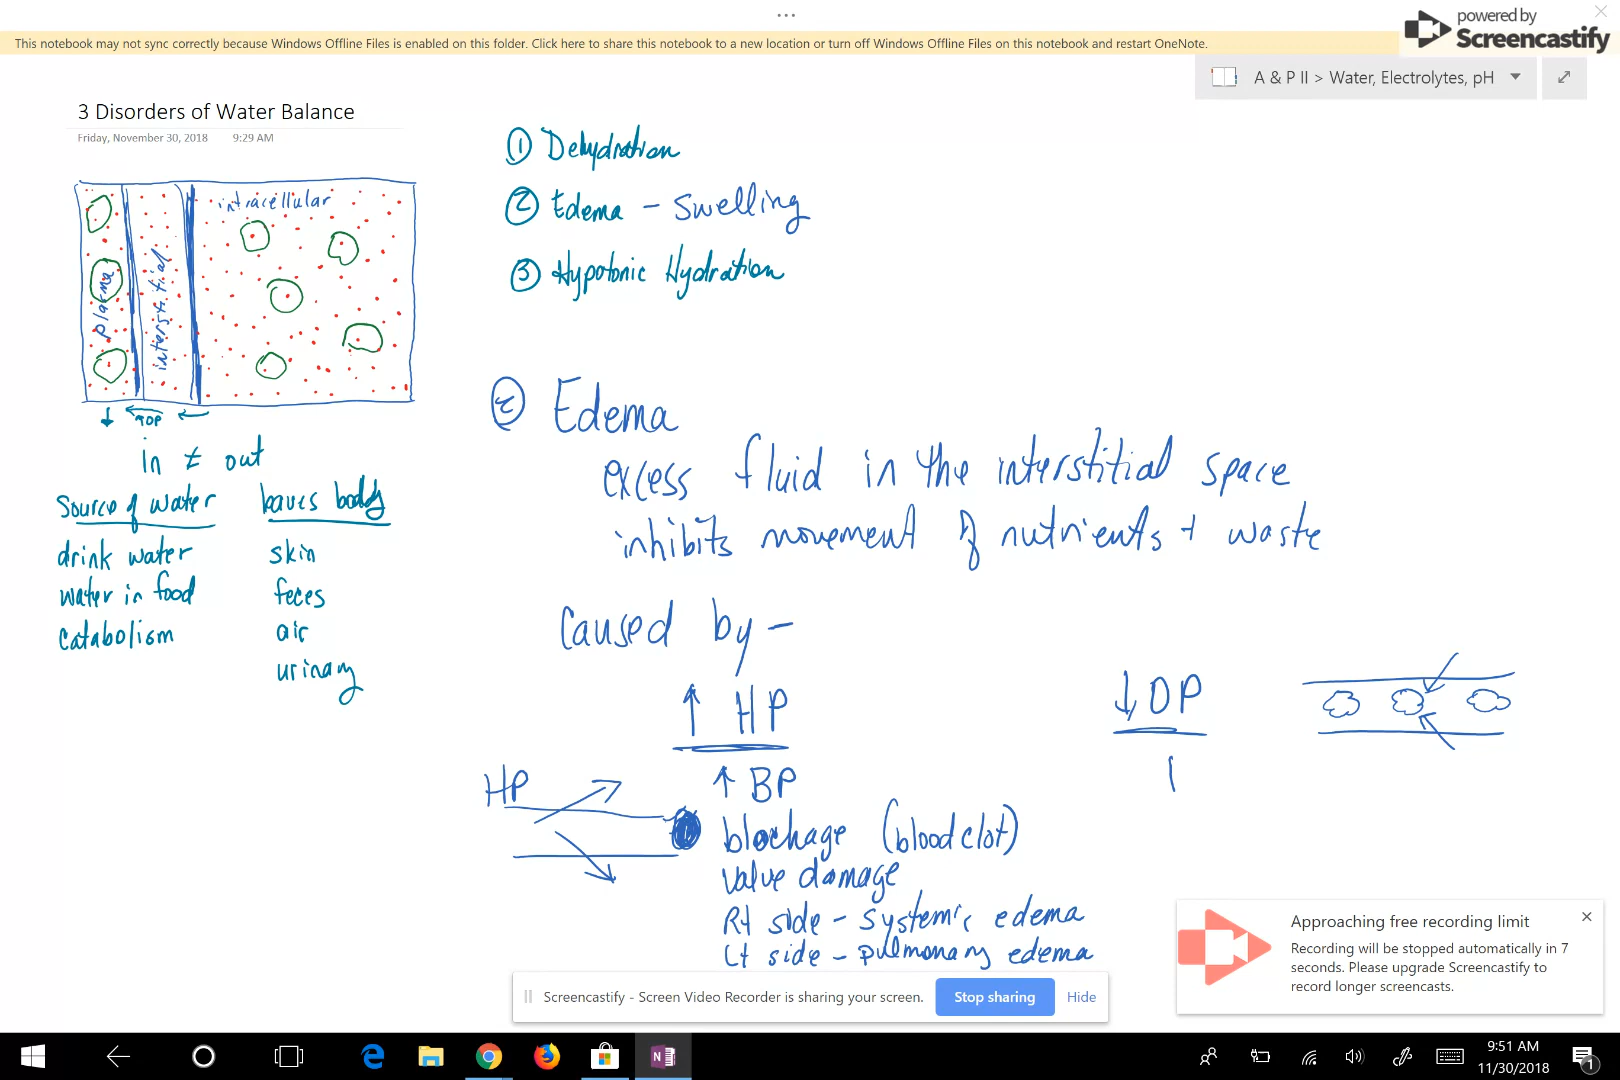 This notebook may not sync correctly because Windows Offline Files is enabled on this folder. Click here to share this notebook to a new location or turn off Windows Offline Files on this notebook and restart OneNote.
powered by
Screencastify
A & P II > Water, Electrolytes, pH
3 Disorders of Water Balance
Friday, November 30, 2018 9:29 AM
① Dehydration
② Edema - Swelling
③ Hypotonic Hydration
plasma
interstitial
intracellular
↓ ← ↑OP ←
in ≠ out
Source of water
drink water
water in food
catabolism
leaves body
skin
feces
air
urinary
② Edema
excess fluid in the interstitial space
inhibits movement of nutrients + waste
Caused by -
↑ HP
↑ BP
blockage (blood clot)
Valve damage
Rt side - systemic edema
Lt side - pulmonary edema
HP
↓ OP
Approaching free recording limit
Recording will be stopped automatically in 7
seconds. Please upgrade Screencastify to
record longer screencasts.
Screencastify - Screen Video Recorder is sharing your screen. Stop sharing Hide
9:51 AM
11/30/2018
1